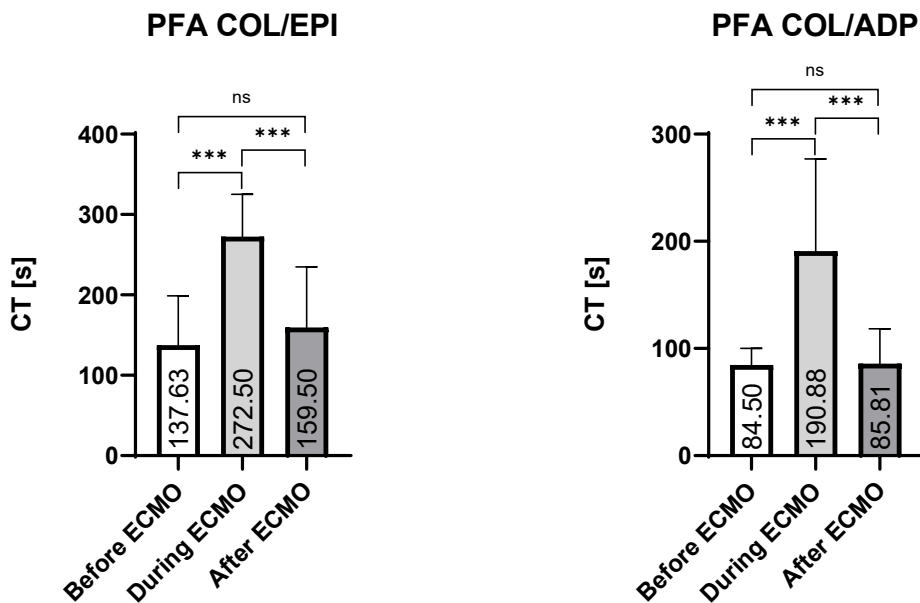 PFA COL/EPI
ns
***
***
400
300
200
100
0
CT [s]
137.63
272.50
159.50
Before ECMO
During ECMO
After ECMO
PFA COL/ADP
ns
***
***
300
200
100
0
CT [s]
84.50
190.88
85.81
Before ECMO
During ECMO
After ECMO